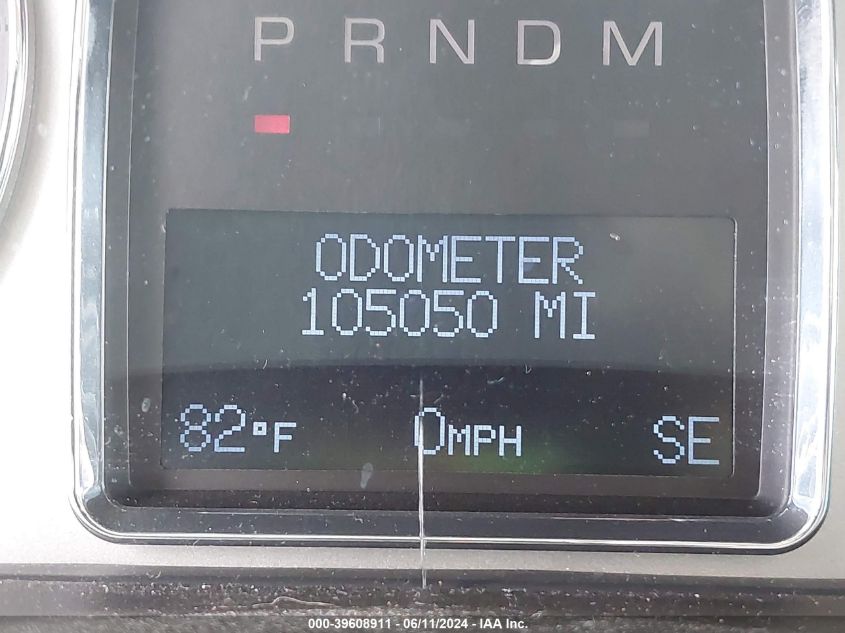 P R N D M
ODOMETER
105050 MI
82°F 0MPH SE
000-39608911 - 06/11/2024 - IAA Inc.